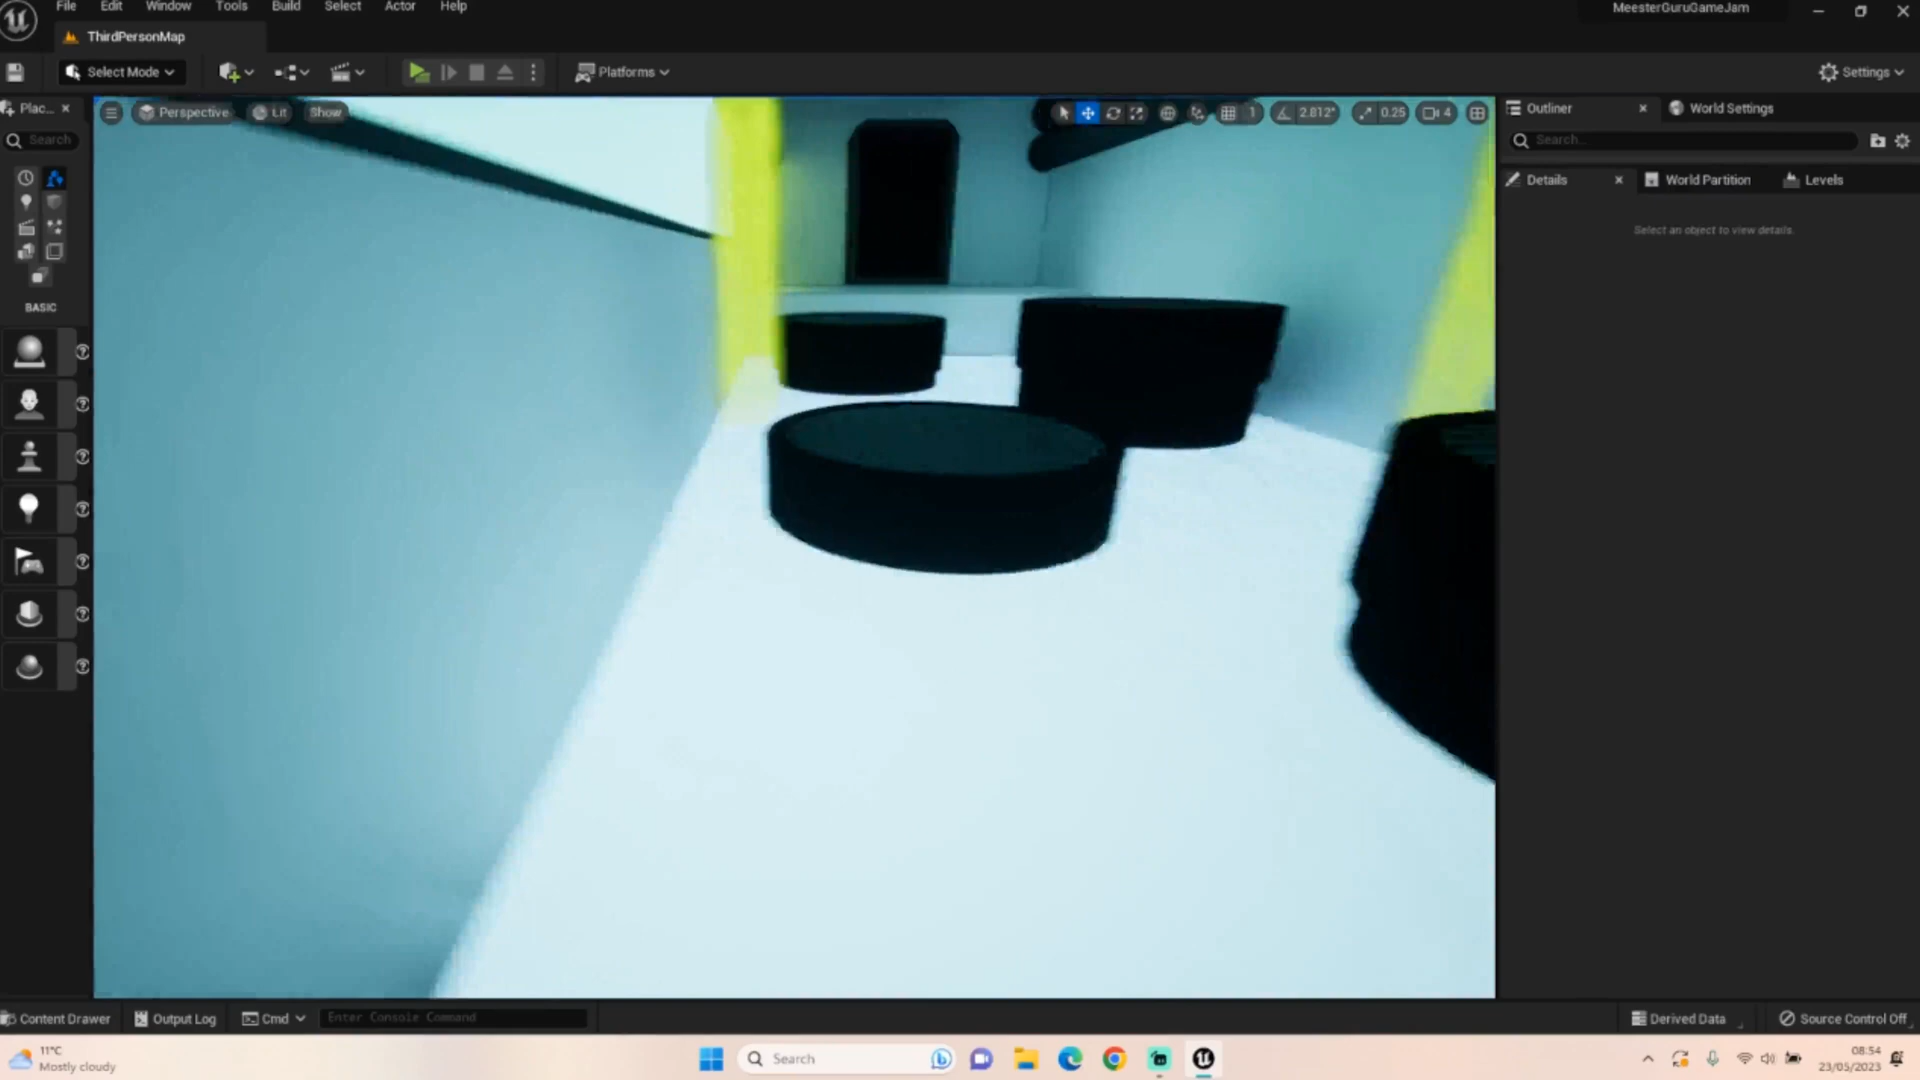 File Edit Window Tools Build Select Actor Help
MeesterGuruGameJam
ThirdPersonMap
Select Mode
Platforms
Settings
Plac...
Perspective
Lit
Show
1
2.812°
0.25
4
Outliner
World Settings
Search
Search...
Details
World Partition
Levels
Select an object to view details.
BASIC
Content Drawer
Output Log
Cmd
Enter Console Command
Derived Data
Source Control Off
11°C
Mostly cloudy
Search
08:54
23/05/2023